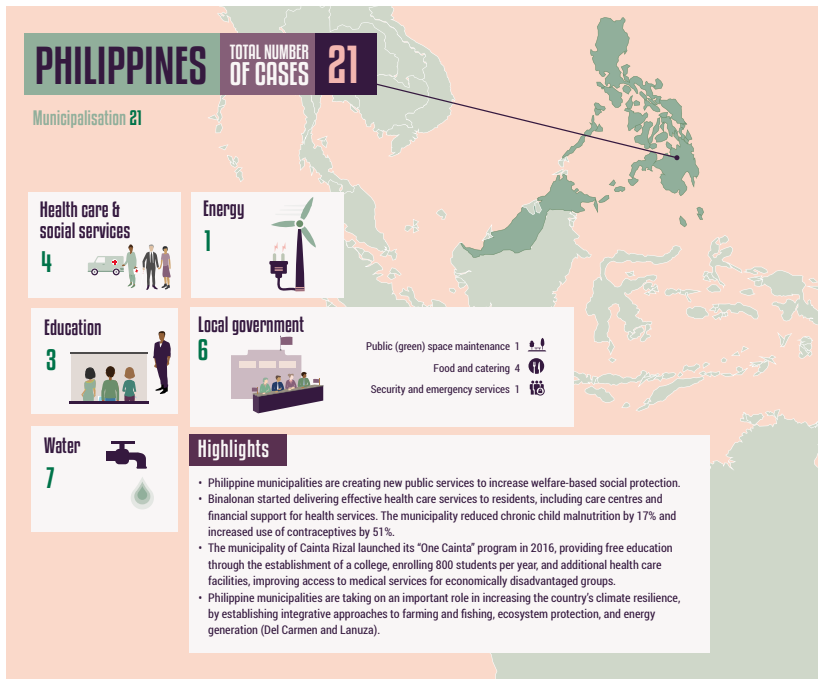 PHILIPPINES
TOTAL NUMBER
OF CASES
21
Municipalisation 21
Health care &
social services
4
Energy
1
Education
3
Local government
6
Public (green) space maintenance 1
Food and catering 4
Security and emergency services 1
Water
7
Highlights
• Philippine municipalities are creating new public services to increase welfare-based social protection.
• Binalonan started delivering effective health care services to residents, including care centres and
financial support for health services. The municipality reduced chronic child malnutrition by 17% and
increased use of contraceptives by 51%.
• The municipality of Cainta Rizal launched its “One Cainta” program in 2016, providing free education
through the establishment of a college, enrolling 800 students per year, and additional health care
facilities, improving access to medical services for economically disadvantaged groups.
• Philippine municipalities are taking on an important role in increasing the country’s climate resilience,
by establishing integrative approaches to farming and fishing, ecosystem protection, and energy
generation (Del Carmen and Lanuza).